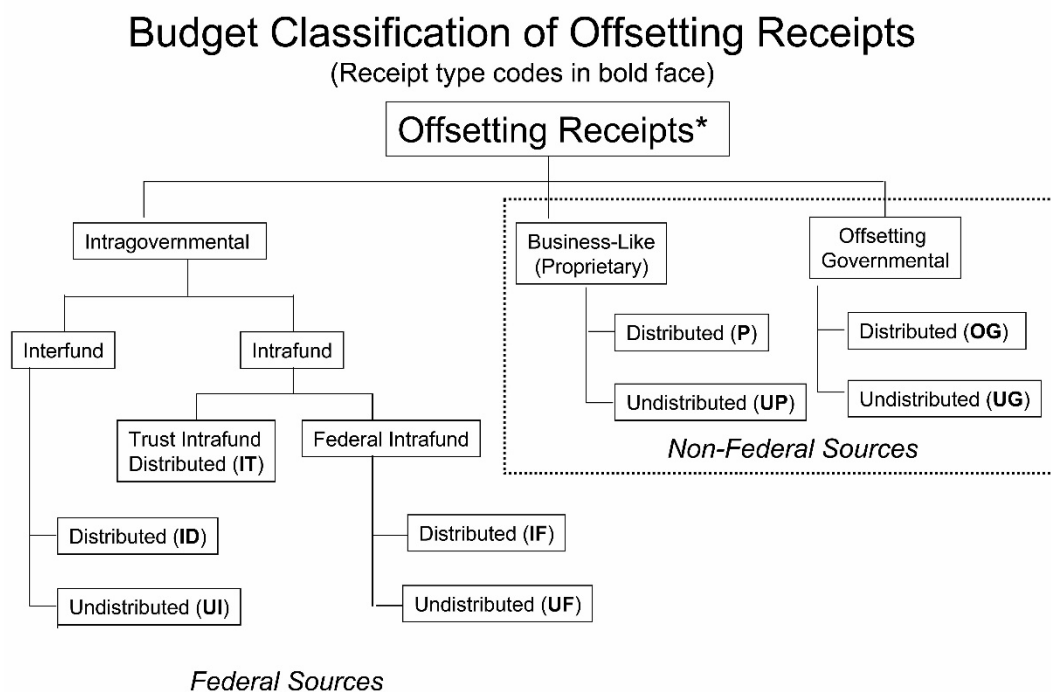 Budget Classification of Offsetting Receipts
(Receipt type codes in bold face)
Offsetting Receipts*
Intragovernmental
Business-Like
(Proprietary)
Offsetting
Governmental
Distributed (P)
Distributed (OG)
Interfund
Intrafund
Undistributed (UP)
Undistributed (UG)
Trust Intrafund
Distributed (IT)
Federal Intrafund
Non-Federal Sources
Distributed (ID)
Distributed (IF)
Undistributed (UI)
Undistributed (UF)
Federal Sources